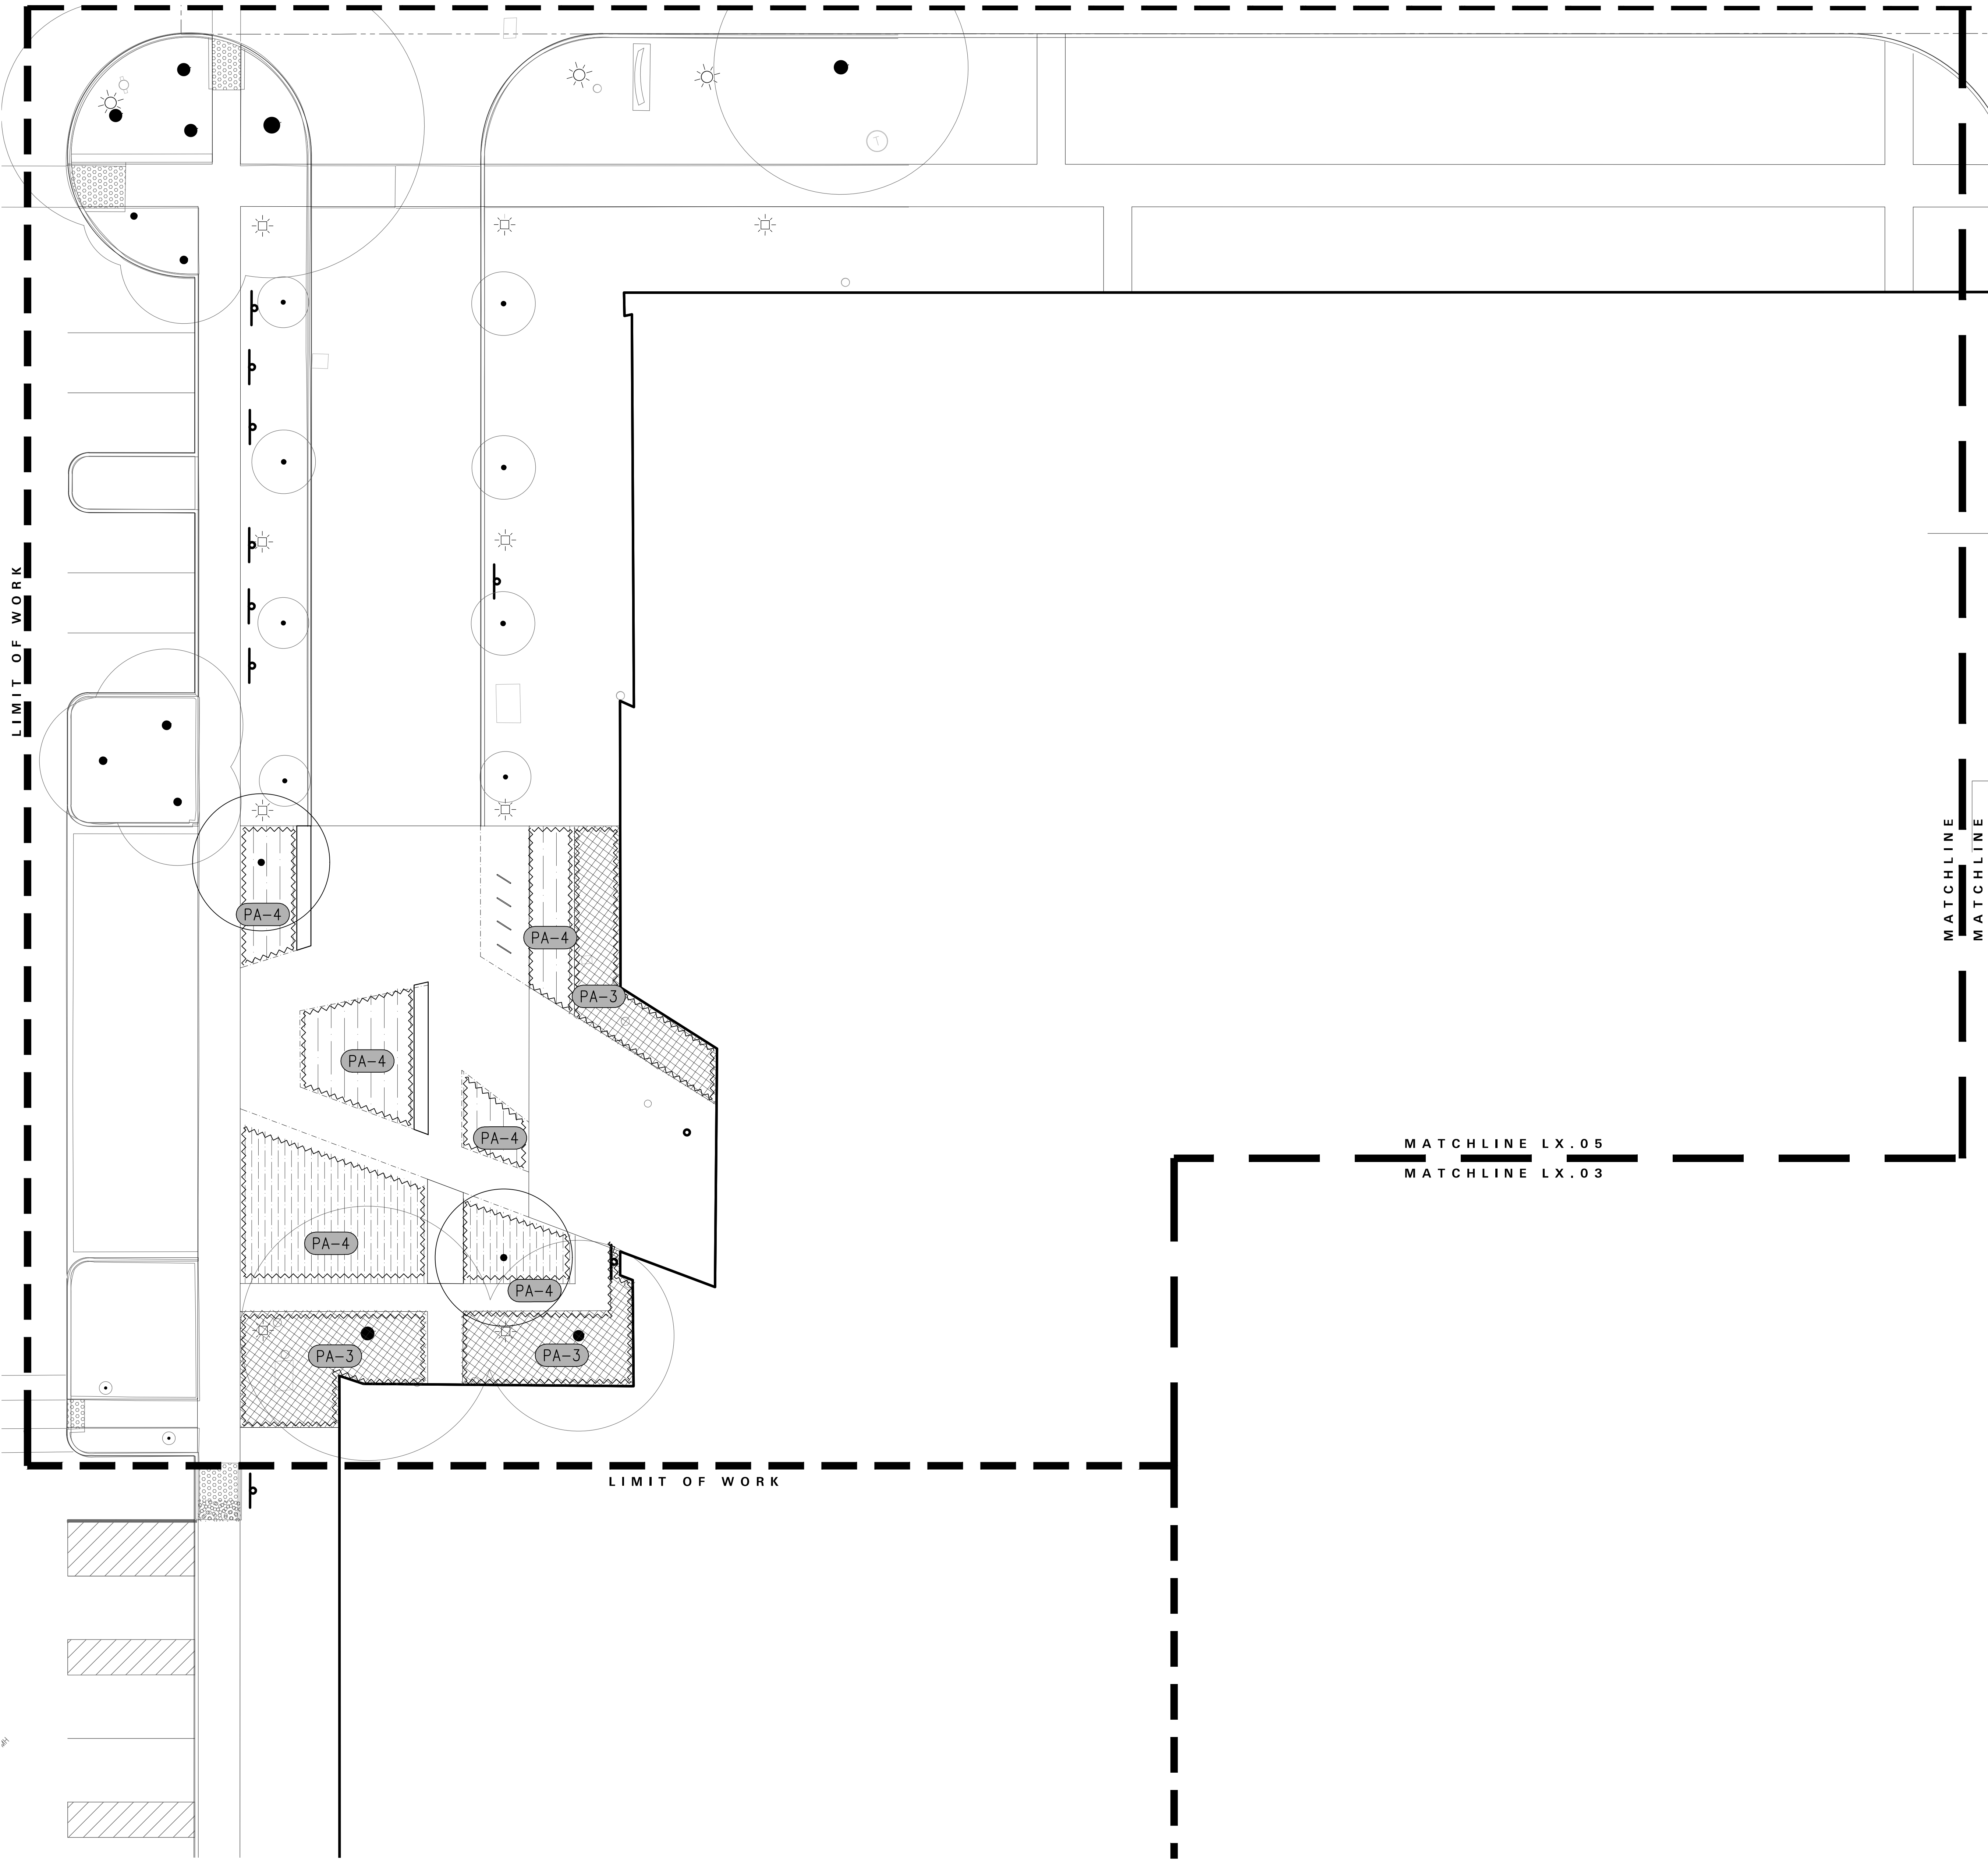 T
LIMIT OF WORK
MATCHLINE
MATCHLINE
PA-4
PA-4
PA-3
PA-4
PA-4
MATCHLINE LX.05
MATCHLINE LX.03
PA-4
PA-4
PA-3
PA-3
LIMIT OF WORK